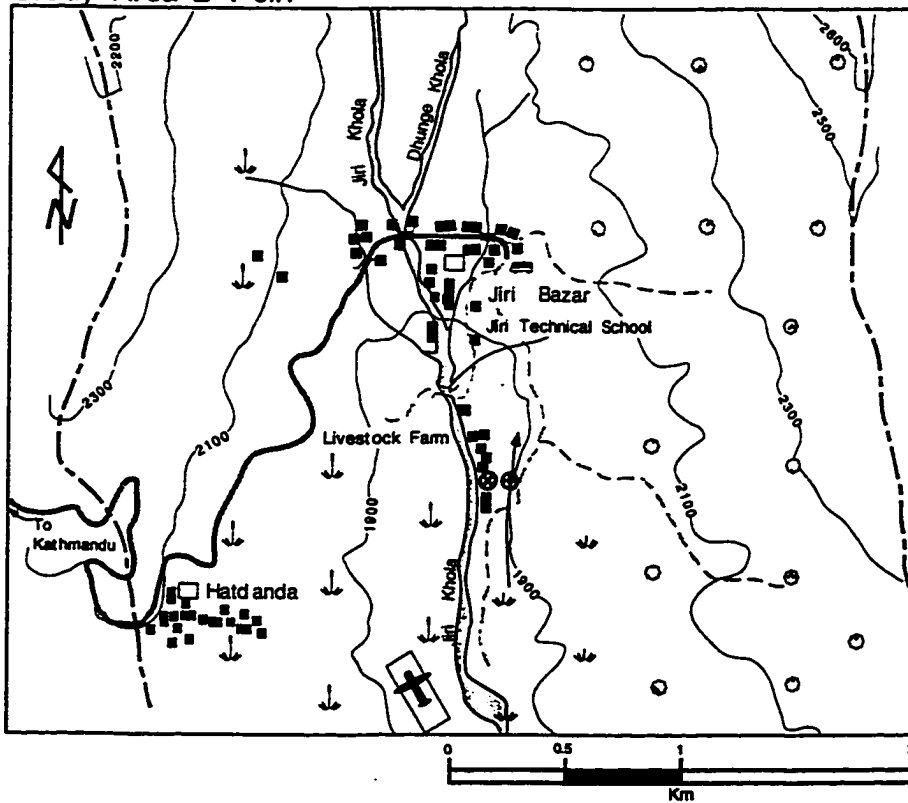 2200
2600
Jiri Khola
Dhunge Khola
2500
N
Jiri Bazar
Jiri Technical School
2300
2300
2100
Livestock Farm
1900
2100
To
Kathmandu
Hatdanda
1900
Jiri Khola
0 0.5 1
Km